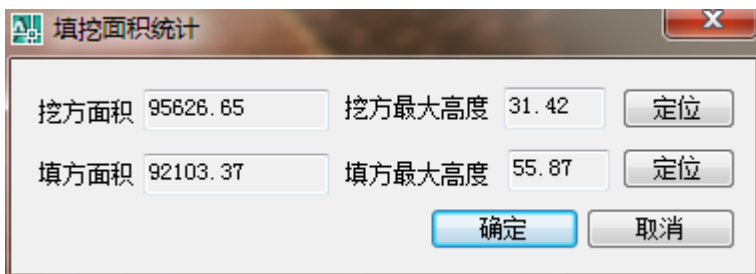 填挖面积统计
挖方面积 95626.65 挖方最大高度 31.42 定位
填方面积 92103.37 填方最大高度 55.87 定位
确定 取消